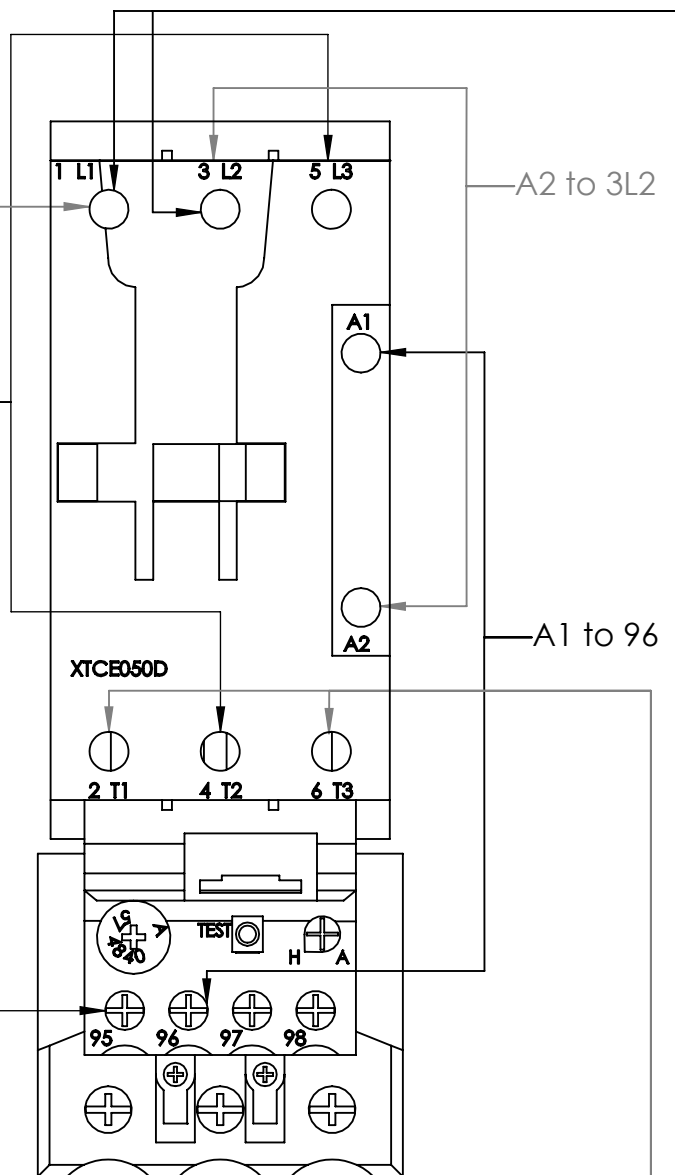 1 L1 3 L2 5 L3
A2 to 3L2
A1
A1 to 96
A2
XTCE050D
2 T1 4 T2 6 T3
A
TEST
H A
95 96 97 98